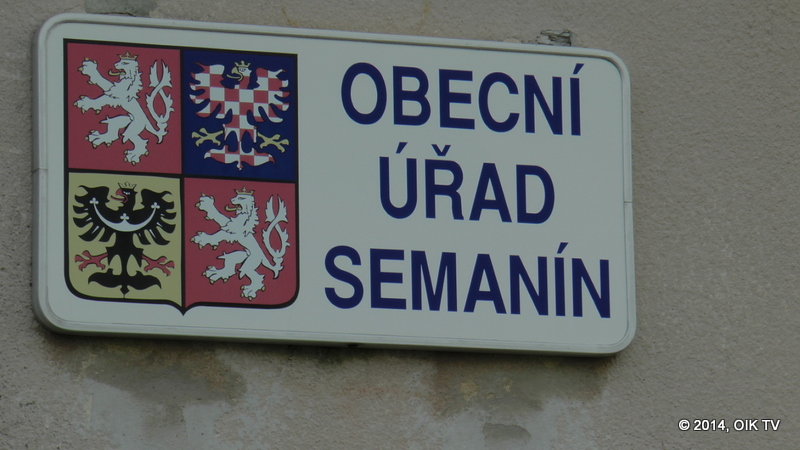 OBECNÍ
ÚŘAD
SEMANÍN
© 2014, OIK TV